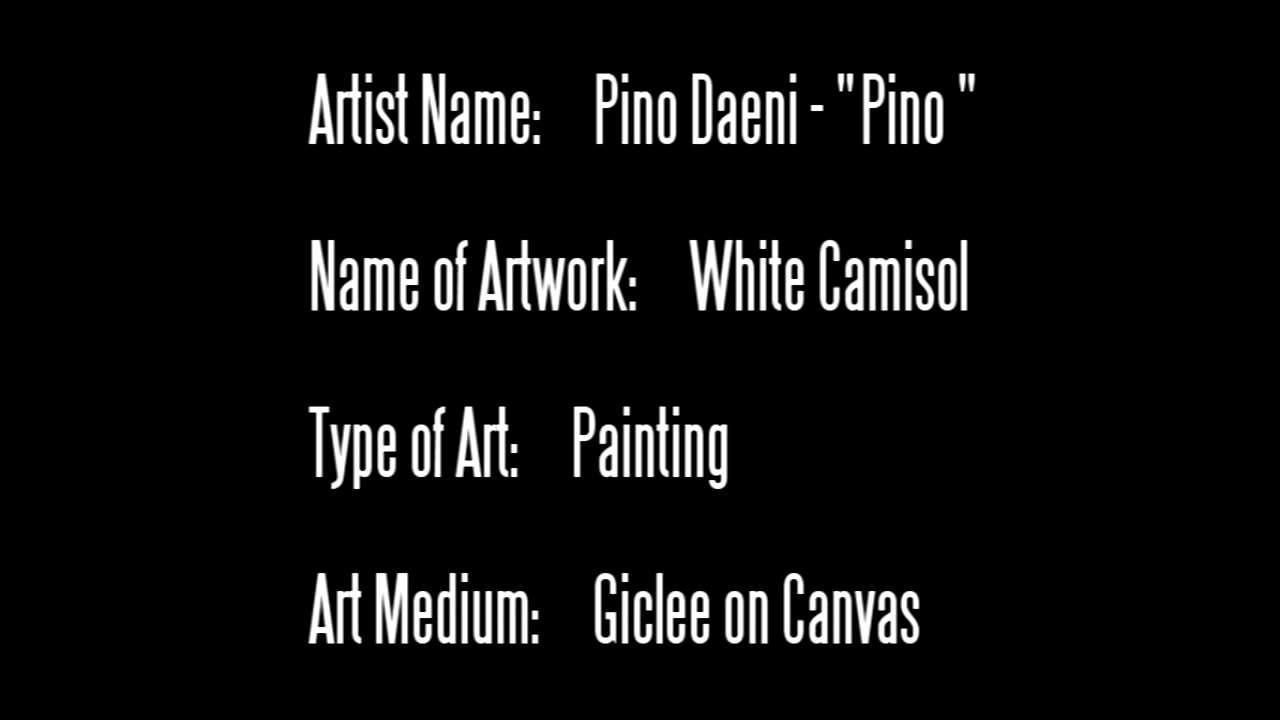 Artist Name: Pino Daeni - "Pino "
Name of Artwork: White Camisol
Type of Art: Painting
Art Medium: Giclee on Canvas